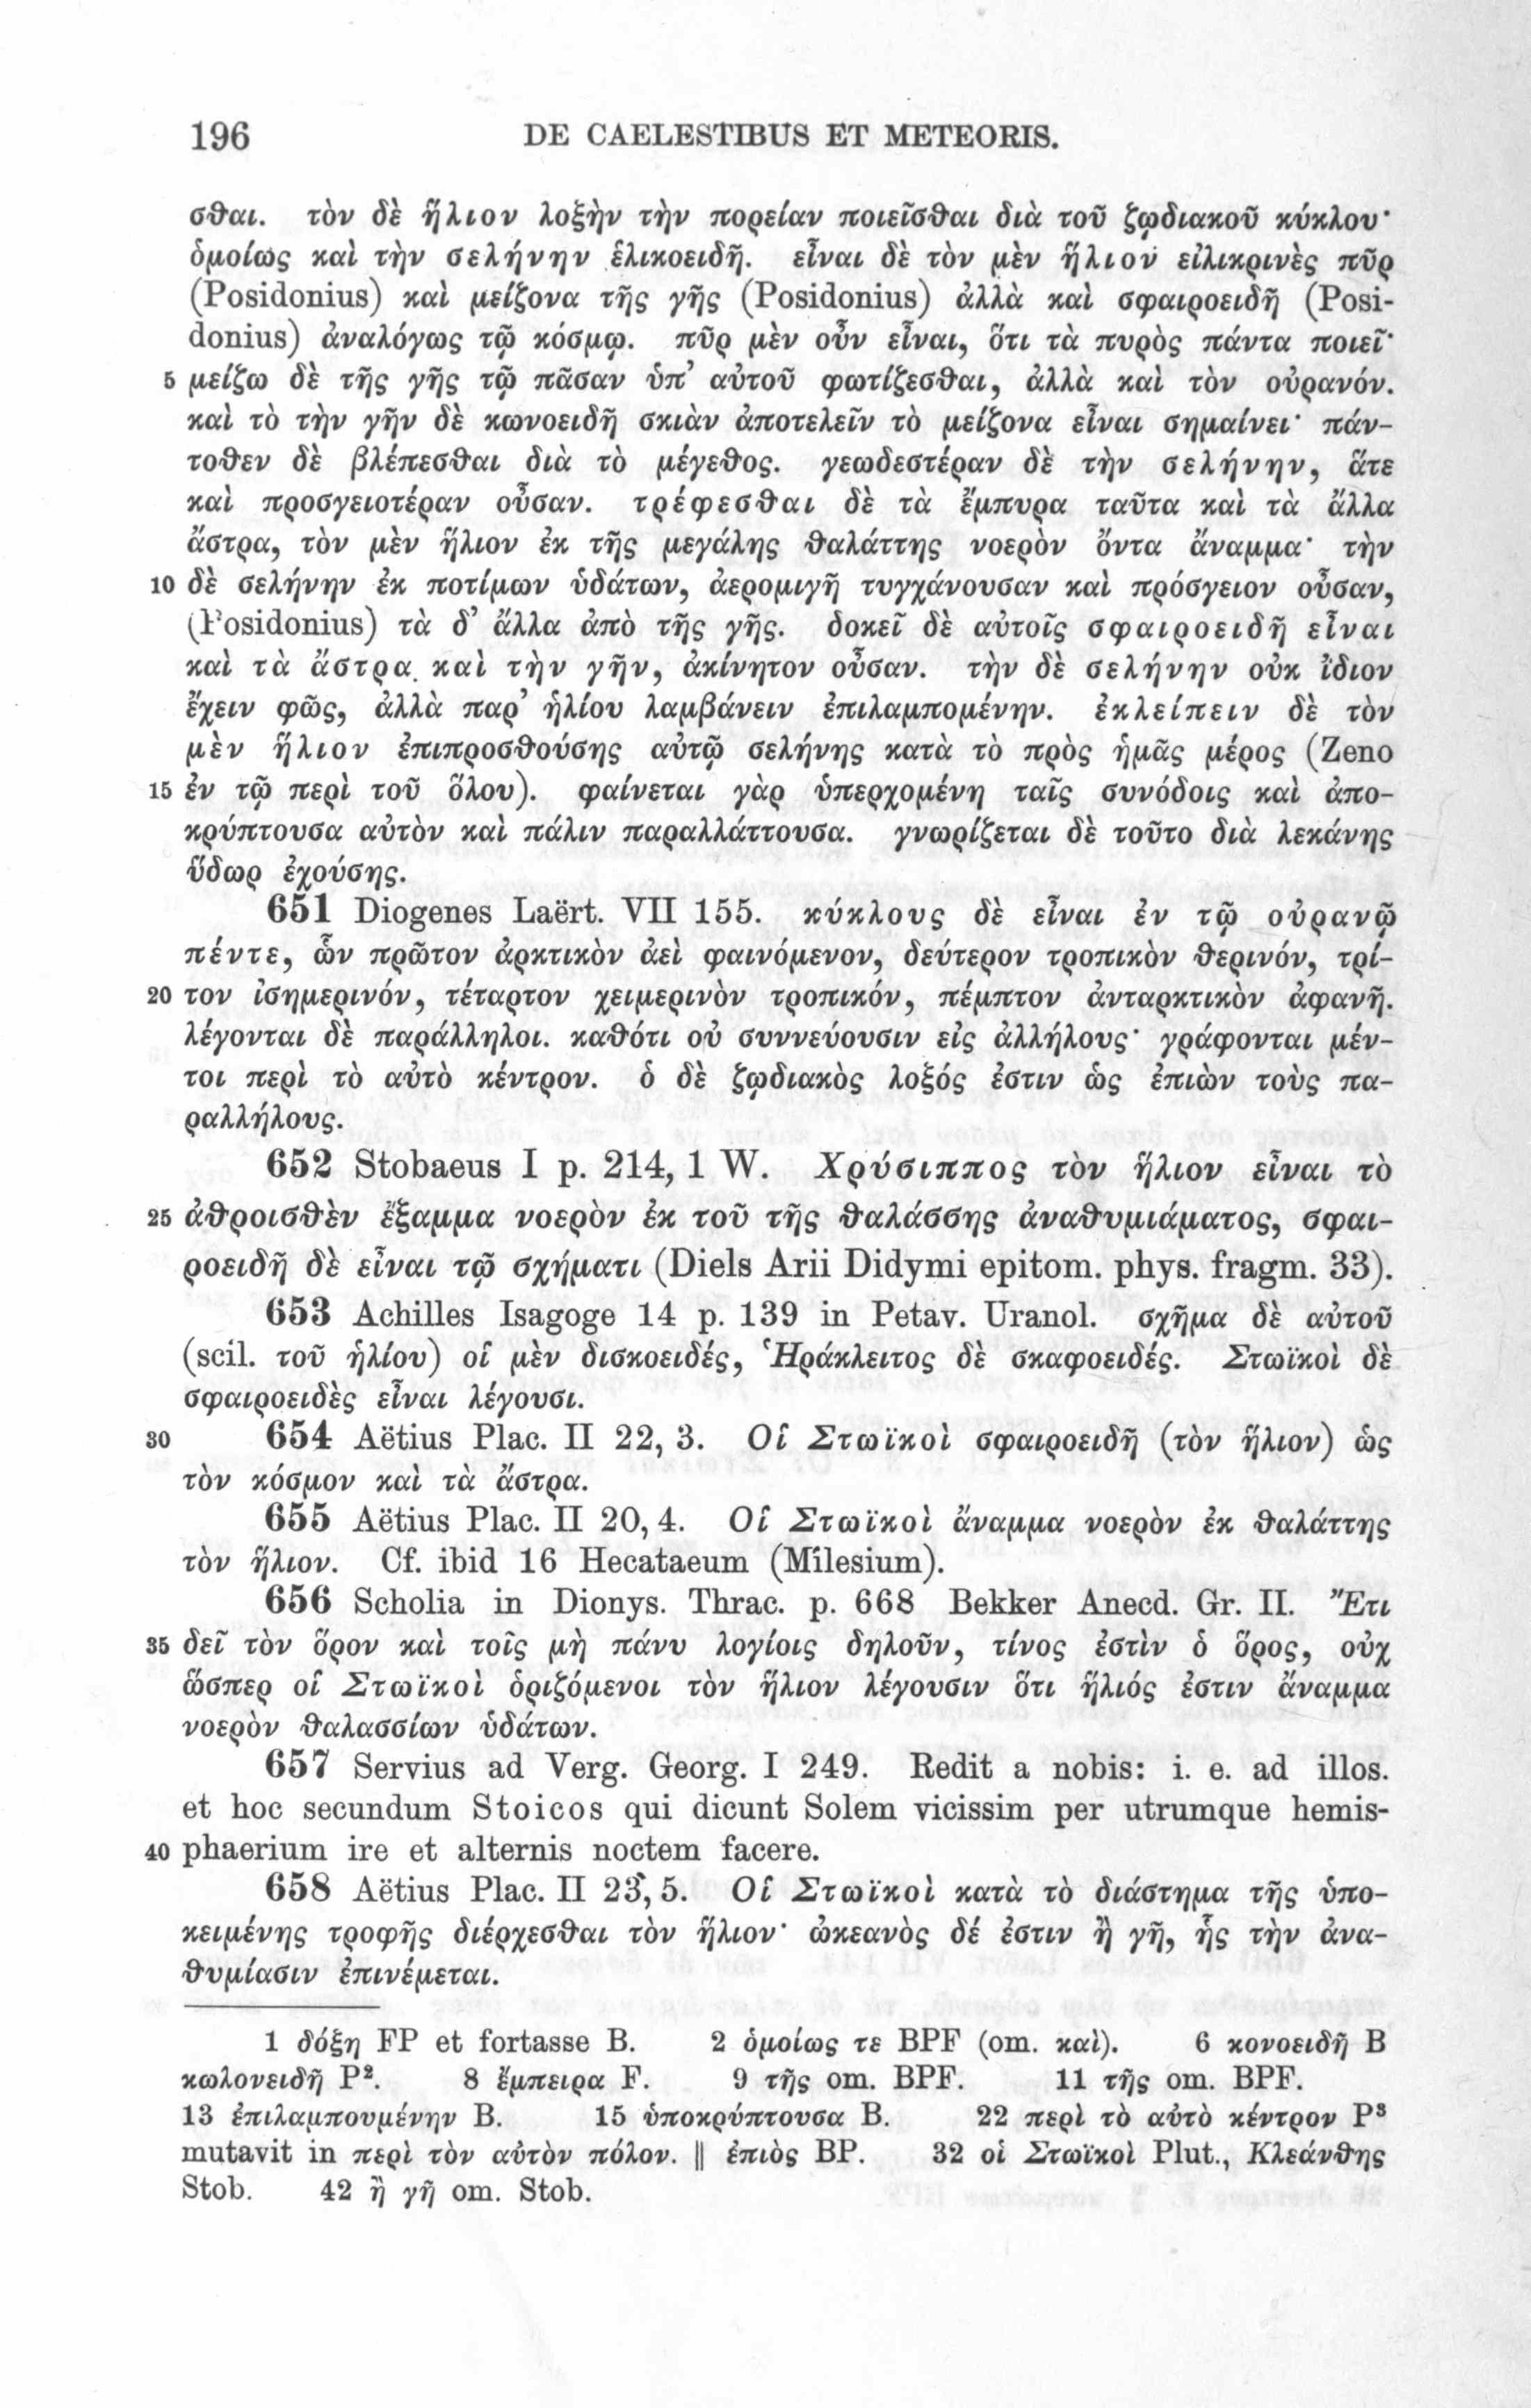 196 DE CAELESTIBUS ET METEORIS.
σθαι. τὸν δὲ ἥλιον λοξὴν τὴν πορείαν ποιεῖσθαι διὰ τοῦ ζῳδιακοῦ κύκλου·
ὁμοίως καὶ τὴν σελήνην ἑλικοειδῆ. εἶναι δὲ τὸν μὲν ἥλιον εἰλικρινὲς πῦρ
(Posidonius) καὶ μείζονα τῆς γῆς (Posidonius) ἀλλὰ καὶ σφαιροειδῆ (Posi-
donius) ἀναλόγως τῷ κόσμῳ. πῦρ μὲν οὖν εἶναι, ὅτι τὰ πυρὸς πάντα ποιεῖ·
5 μείζω δὲ τῆς γῆς τῷ πᾶσαν ὑπ’ αὐτοῦ φωτίζεσθαι, ἀλλὰ καὶ τὸν οὐρανόν.
καὶ τὸ τὴν γῆν δὲ κωνοειδῆ σκιὰν ἀποτελεῖν τὸ μείζονα εἶναι σημαίνει· πάν-
τοθεν δὲ βλέπεσθαι διὰ τὸ μέγεθος. γεωδεστέραν δὲ τὴν σελήνην, ἅτε
καὶ προσγειοτέραν οὖσαν. τρέφεσθαι δὲ τὰ ἔμπυρα ταῦτα καὶ τὰ ἄλλα
ἄστρα, τὸν μὲν ἥλιον ἐκ τῆς μεγάλης θαλάττης νοερὸν ὄντα ἄναμμα· τὴν
10 δὲ σελήνην ἐκ ποτίμων ὑδάτων, ἀερομιγῆ τυγχάνουσαν καὶ πρόσγειον οὖσαν,
(Posidonius) τὰ δ’ ἄλλα ἀπὸ τῆς γῆς. δοκεῖ δὲ αὐτοῖς σφαιροειδῆ εἶναι
καὶ τὰ ἄστρα καὶ τὴν γῆν, ἀκίνητον οὖσαν. τὴν δὲ σελήνην οὐκ ἴδιον
ἔχειν φῶς, ἀλλὰ παρ’ ἡλίου λαμβάνειν ἐπιλαμπομένην. ἐκλείπειν δὲ τὸν
μὲν ἥλιον ἐπιπροσθούσης αὐτῷ σελήνης κατὰ τὸ πρὸς ἡμᾶς μέρος (Zeno
15 ἐν τῷ περὶ τοῦ ὅλου). φαίνεται γὰρ ὑπερχομένη ταῖς συνόδοις καὶ ἀπο-
κρύπτουσα αὐτὸν καὶ πάλιν παραλλάττουσα. γνωρίζεται δὲ τοῦτο διὰ λεκάνης
ὕδωρ ἐχούσης.
651 Diogenes Laërt. VII 155. κύκλους δὲ εἶναι ἐν τῷ οὐρανῷ
πέντε, ὧν πρῶτον ἀρκτικὸν ἀεὶ φαινόμενον, δεύτερον τροπικὸν θερινόν, τρί-
20 τον ἰσημερινόν, τέταρτον χειμερινὸν τροπικόν, πέμπτον ἀνταρκτικὸν ἀφανῆ.
λέγονται δὲ παράλληλοι. καθότι οὐ συννεύουσιν εἰς ἀλλήλους· γράφονται μέν-
τοι περὶ τὸ αὐτὸ κέντρον. ὁ δὲ ζῳδιακὸς λοξός ἐστιν ὡς ἐπιὼν τοὺς πα-
ραλλήλους.
652 Stobaeus I p. 214, 1 W. Χρύσιππος τὸν ἥλιον εἶναι τὸ
25 ἀθροισθὲν ἔξαμμα νοερὸν ἐκ τοῦ τῆς θαλάσσης ἀναθυμιάματος, σφαι-
ροειδῆ δὲ εἶναι τῷ σχήματι (Diels Arii Didymi epitom. phys. fragm. 33).
653 Achilles Isagoge 14 p. 139 in Petav. Uranol. σχῆμα δὲ αὐτοῦ
(scil. τοῦ ἡλίου) οἱ μὲν δισκοειδές, Ἡράκλειτος δὲ σκαφοειδές. Στωϊκοὶ δὲ
σφαιροειδὲς εἶναι λέγουσι.
30 654 Aëtius Plac. II 22, 3. Οἱ Στωϊκοὶ σφαιροειδῆ (τὸν ἥλιον) ὡς
τὸν κόσμον καὶ τὰ ἄστρα.
655 Aëtius Plac. II 20, 4. Οἱ Στωϊκοὶ ἄναμμα νοερὸν ἐκ θαλάττης
τὸν ἥλιον. Cf. ibid 16 Hecataeum (Milesium).
656 Scholia in Dionys. Thrac. p. 668 Bekker Anecd. Gr. II. Ἔτι
35 δεῖ τὸν ὅρον καὶ τοῖς μὴ πάνυ λογίοις δηλοῦν, τίνος ἐστὶν ὁ ὅρος, οὐχ
ὥσπερ οἱ Στωϊκοὶ ὁριζόμενοι τὸν ἥλιον λέγουσιν ὅτι ἥλιός ἐστιν ἄναμμα
νοερὸν θαλασσίων ὑδάτων.
657 Servius ad Verg. Georg. I 249. Redit a nobis: i. e. ad illos.
et hoc secundum Stoicos qui dicunt Solem vicissim per utrumque hemis-
40 phaerium ire et alternis noctem facere.
658 Aëtius Plac. II 23, 5. Οἱ Στωϊκοὶ κατὰ τὸ διάστημα τῆς ὑπο-
κειμένης τροφῆς διέρχεσθαι τὸν ἥλιον· ὠκεανὸς δέ ἐστιν ἢ γῆ, ἧς τὴν ἀνα-
θυμίασιν ἐπινέμεται.
1 δόξη FP et fortasse B. 2 ὁμοίως τε BPF (om. καὶ). 6 κονοειδῆ B
κωλονειδῆ P². 8 ἔμπειρα F. 9 τῆς om. BPF. 11 τῆς om. BPF.
13 ἐπιλαμπουμένην B. 15 ὑποκρύπτουσα B. 22 περὶ τὸ αὐτὸ κέντρον P³
mutavit in περὶ τὸν αὐτὸν πόλον. || ἐπιὸς BP. 32 οἱ Στωϊκοὶ Plut., Κλεάνθης
Stob. 42 ἢ γῆ om. Stob.